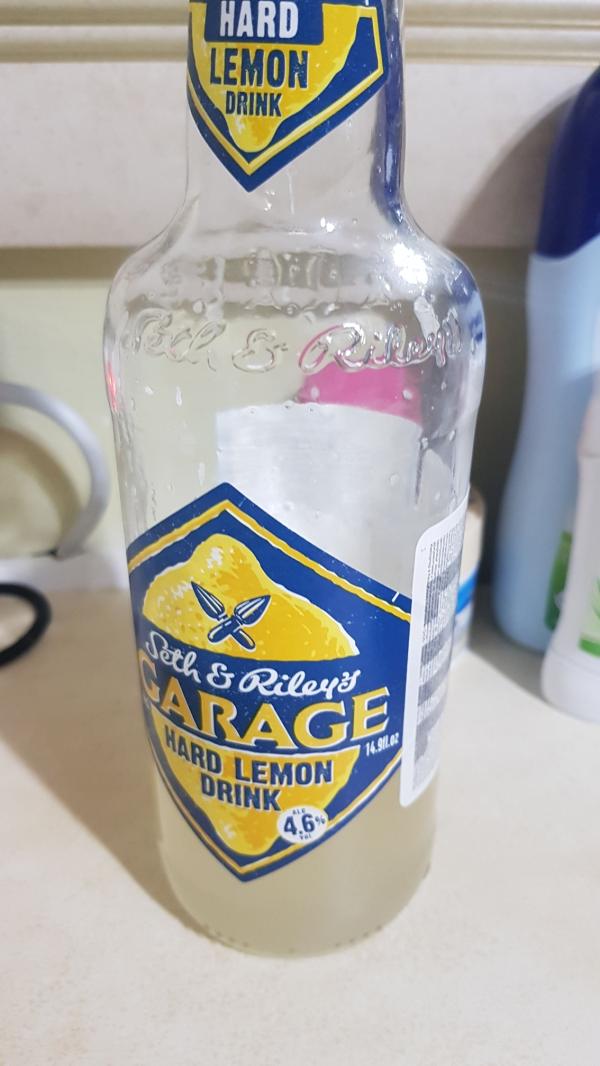 HARD
LEMON
DRINK
Seth & Riley's
Seth & Riley's
GARAGE
14.9fl.oz
HARD LEMON
DRINK
ALC
4.6%
VOL